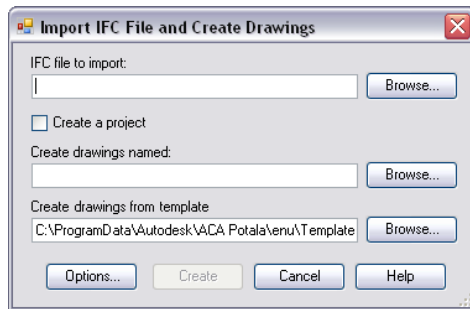 Import IFC File and Create Drawings
IFC file to import:
Browse...
Create a project
Create drawings named:
Browse...
Create drawings from template
C:\ProgramData\Autodesk\ACA Potala\enu\Template
Browse...
Options...
Create
Cancel
Help